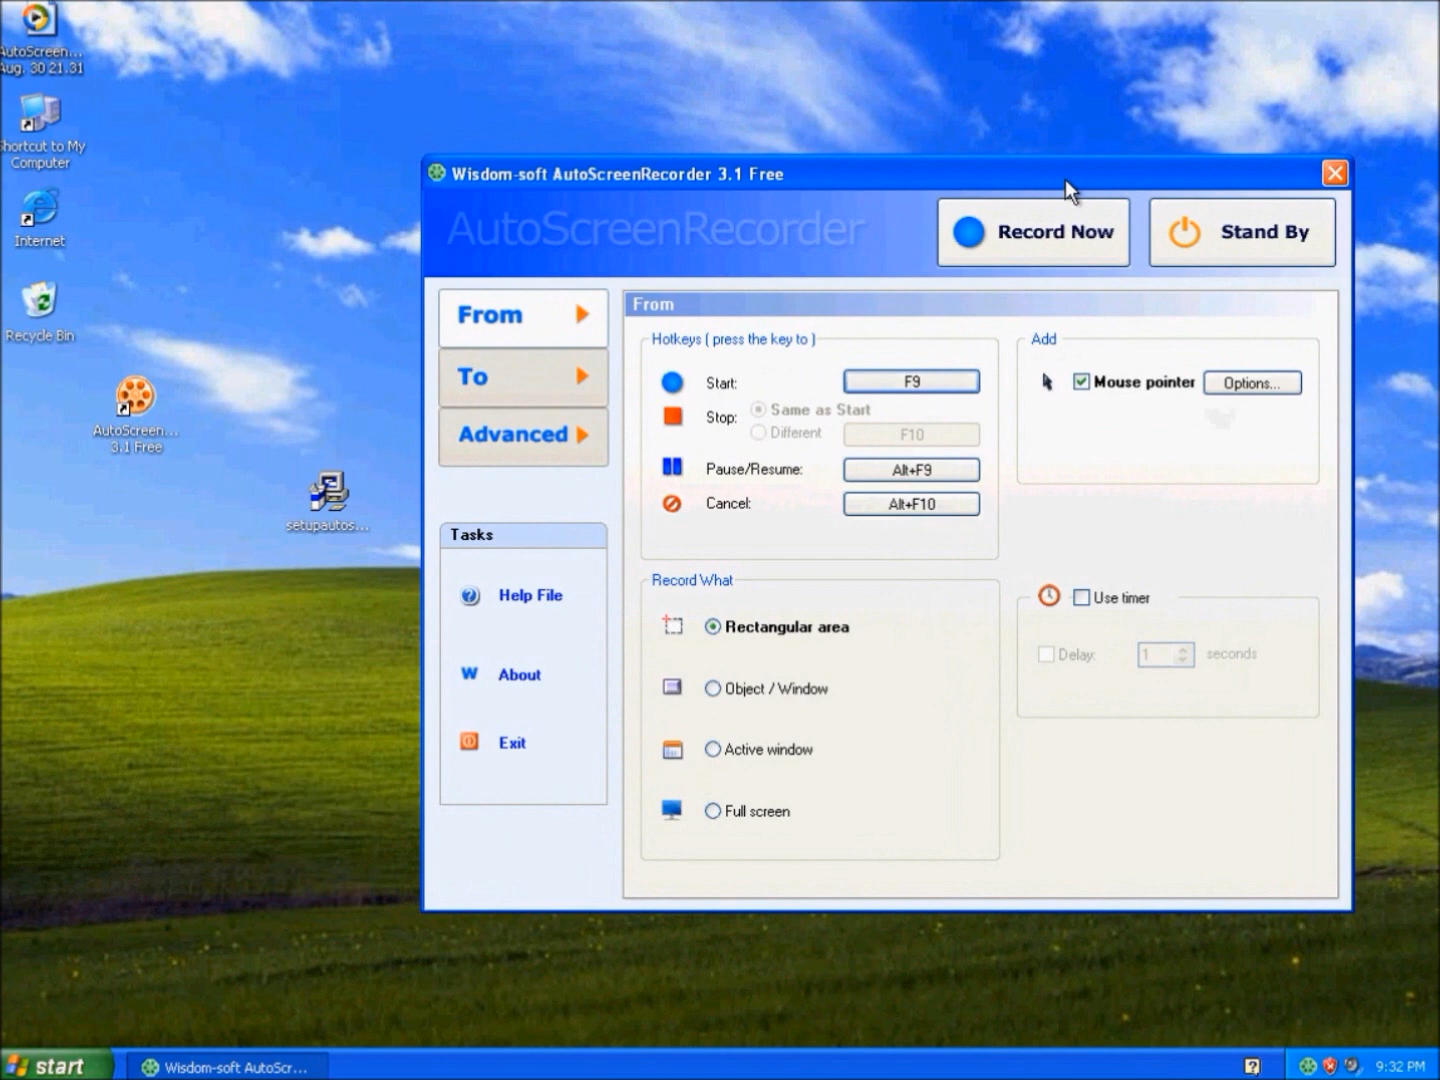 AutoScreen...
Aug. 30 21.31
Shortcut to My
Computer
Internet
Recycle Bin
AutoScreen...
3.1 Free
setupautos...
Wisdom-soft AutoScreenRecorder 3.1 Free
AutoScreenRecorder
Record Now
Stand By
From
To
Advanced
Tasks
Help File
W About
Exit
From
Hotkeys ( press the key to )
Start: F9
Stop: Same as Start
Different F10
Pause/Resume: Alt+F9
Cancel: Alt+F10
Add
Mouse pointer Options...
Record What
Rectangular area
Object / Window
Active window
Full screen
Use timer
Delay: 1 seconds
start
Wisdom-soft AutoScr...
9:32 PM